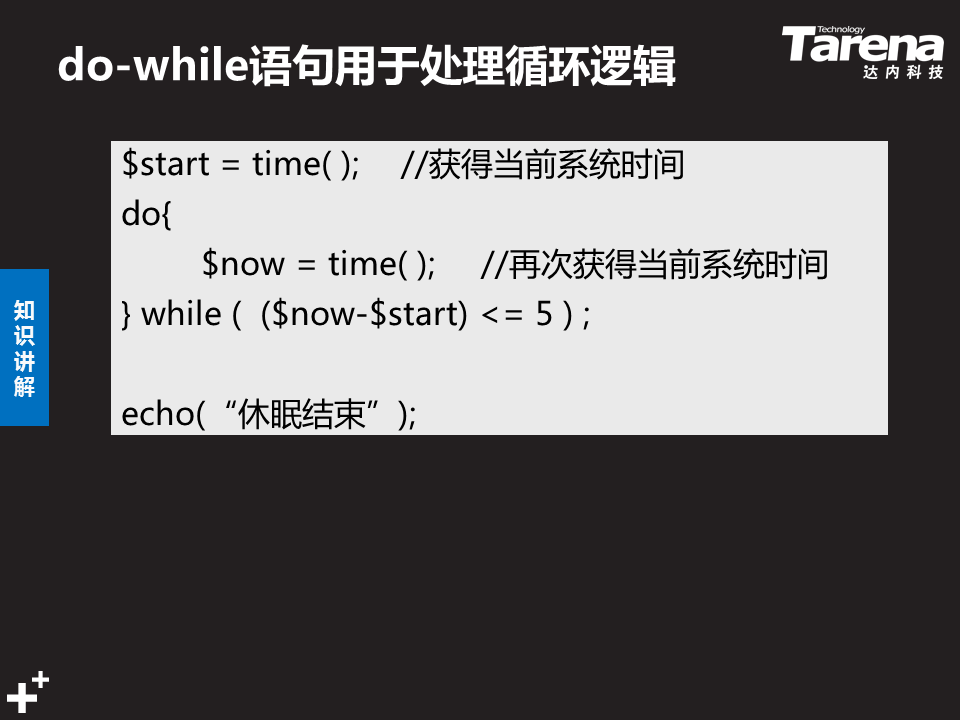 do-while语句用于处理循环逻辑
Technology
Tarena
达内科技
$start = time( ); //获得当前系统时间
do{
$now = time( ); //再次获得当前系统时间
} while ( ($now-$start) <= 5 ) ;
echo(“休眠结束”);
知
识
讲
解